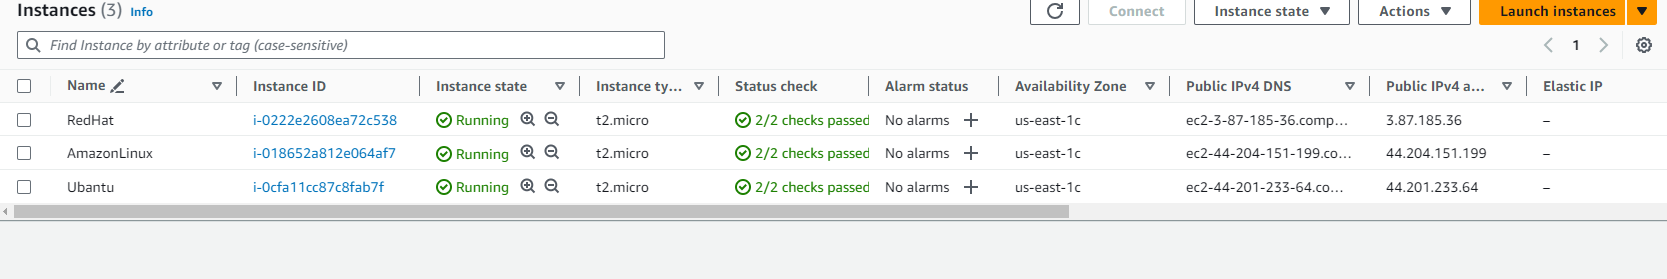 Instances (3) Info
Connect Instance state Actions Launch instances
Find Instance by attribute or tag (case-sensitive)
1
Name Instance ID Instance state Instance ty... Status check Alarm status Availability Zone Public IPv4 DNS Public IPv4 a... Elastic IP
RedHat i-0222e2608ea72c538 Running t2.micro 2/2 checks passed No alarms + us-east-1c ec2-3-87-185-36.comp... 3.87.185.36 –
AmazonLinux i-018652a812e064af7 Running t2.micro 2/2 checks passed No alarms + us-east-1c ec2-44-204-151-199.co... 44.204.151.199 –
Ubantu i-0cfa11cc87c8fab7f Running t2.micro 2/2 checks passed No alarms + us-east-1c ec2-44-201-233-64.co... 44.201.233.64 –